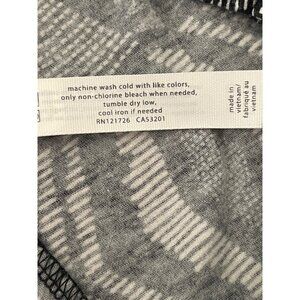 machine wash cold with like colors,
only non-chlorine bleach when needed,
tumble dry low,
cool iron if needed
RN121726 CA53201
made in
vietnam/
fabriqué au
vietnam